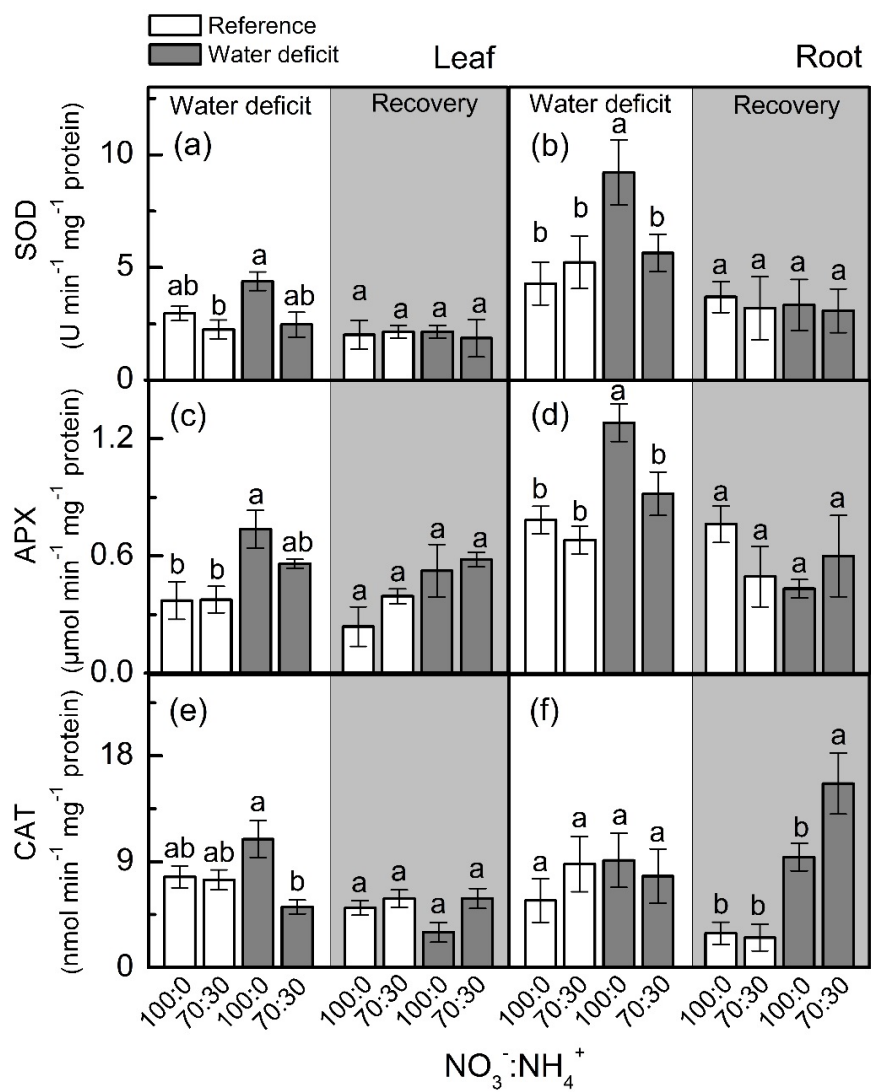 Reference
Water deficit
Leaf Root
Water deficit Recovery Water deficit Recovery
(a) (b)
SOD
(U min⁻¹ mg⁻¹ protein)
10
5
0
ab b a ab a a a a b b a b a a a a
(c) (d)
APX
(μmol min⁻¹ mg⁻¹ protein)
1.2
0.6
0.0
b b a ab a a a a b b a b a a a a
(e) (f)
CAT
(nmol min⁻¹ mg⁻¹ protein)
18
9
0
ab ab a b a a a a a a a a b b b a
100:0 70:30 100:0 70:30 100:0 70:30 100:0 70:30 100:0 70:30 100:0 70:30 100:0 70:30 100:0 70:30
NO₃⁻:NH₄⁺